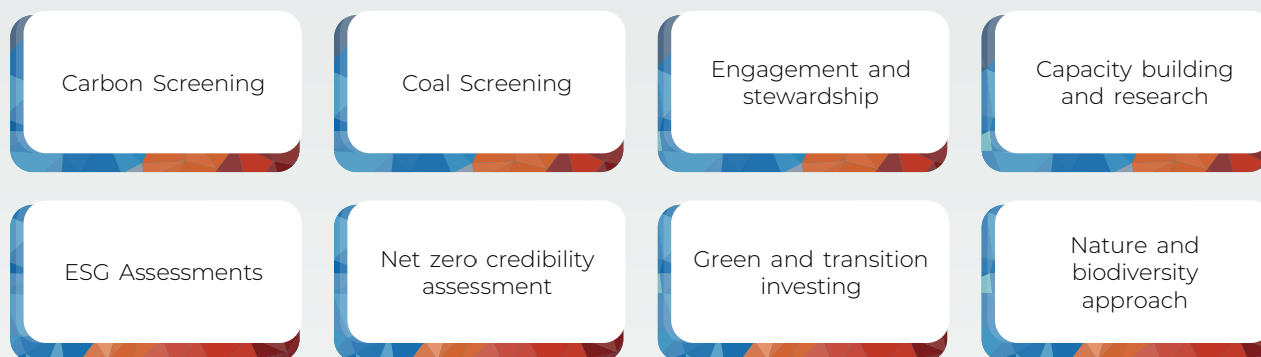 Carbon Screening
Coal Screening
Engagement and
stewardship
Capacity building
and research
ESG Assessments
Net zero credibility
assessment
Green and transition
investing
Nature and
biodiversity
approach